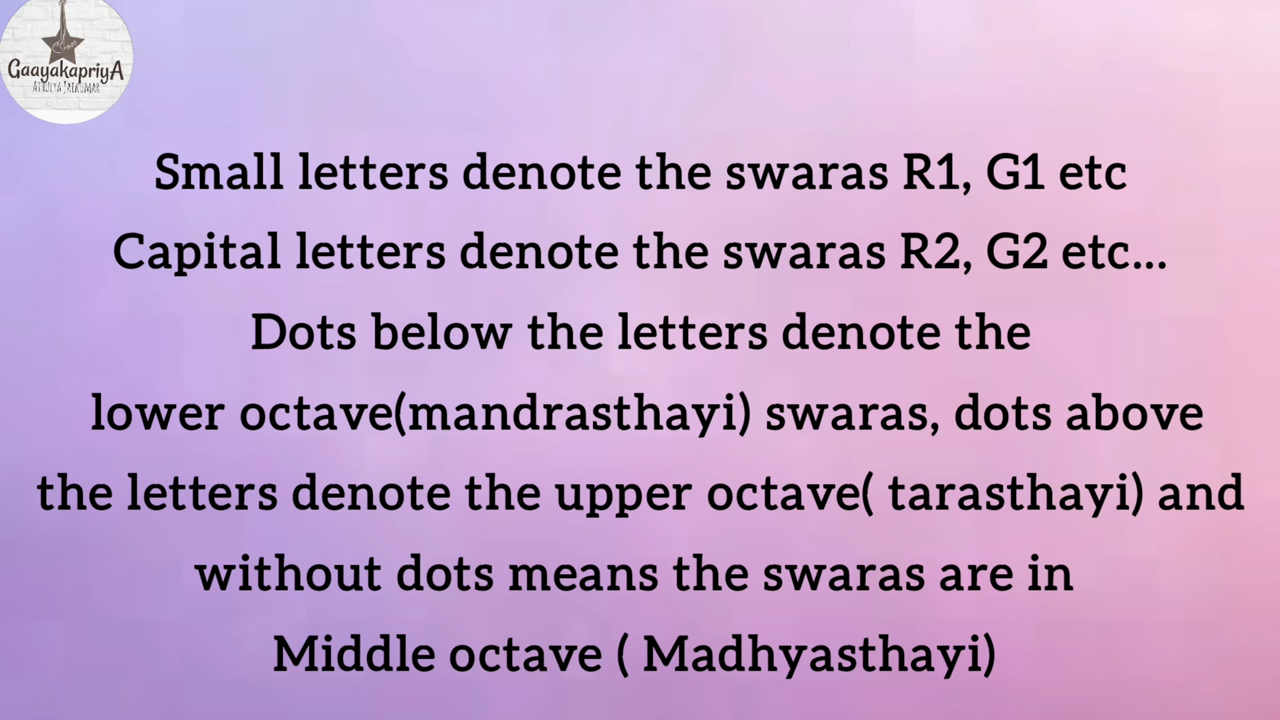 GaayakapriyA
Small letters denote the swaras R1, G1 etc
Capital letters denote the swaras R2, G2 etc...
Dots below the letters denote the
lower octave(mandrasthayi) swaras, dots above
the letters denote the upper octave( tarasthayi) and
without dots means the swaras are in
Middle octave ( Madhyasthayi)